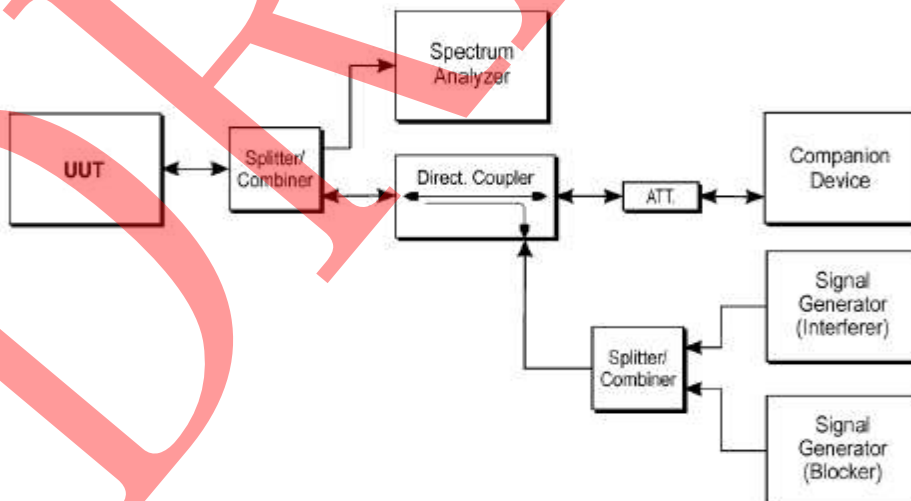 Spectrum
Analyzer
UUT
Splitter/
Combiner
Direct. Coupler
ATT.
Companion
Device
Signal
Generator
(Interferer)
Splitter/
Combiner
Signal
Generator
(Blocker)